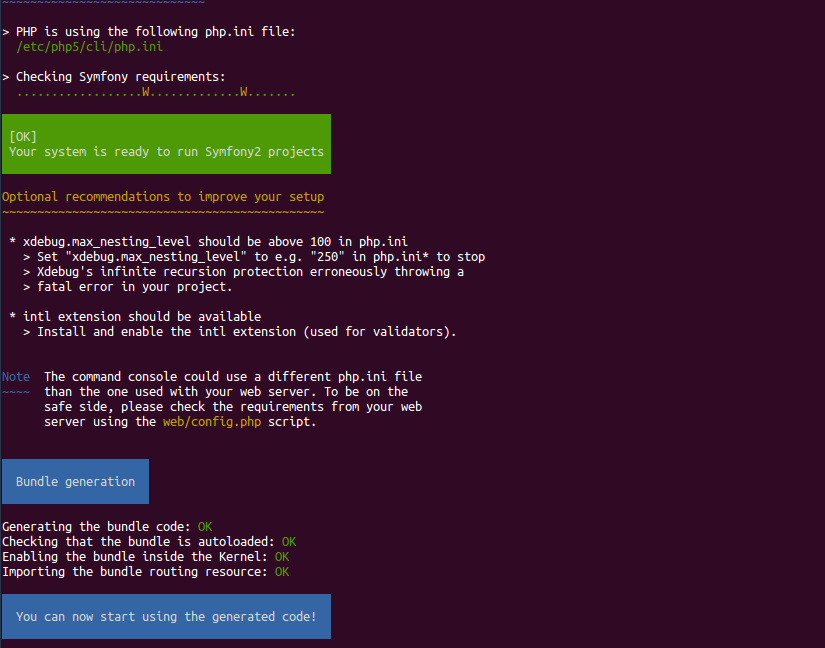 ~~~~~~~~~~~~~~~~~~~~~~~~~~~~~
> PHP is using the following php.ini file:
/etc/php5/cli/php.ini
> Checking Symfony requirements:
..................W.............W.......
[OK]
Your system is ready to run Symfony2 projects
Optional recommendations to improve your setup
~~~~~~~~~~~~~~~~~~~~~~~~~~~~~~~~~~~~~~~~~~~~~~
* xdebug.max_nesting_level should be above 100 in php.ini
> Set "xdebug.max_nesting_level" to e.g. "250" in php.ini* to stop
> Xdebug's infinite recursion protection erroneously throwing a
> fatal error in your project.
* intl extension should be available
> Install and enable the intl extension (used for validators).
Note The command console could use a different php.ini file
~~~~ than the one used with your web server. To be on the
safe side, please check the requirements from your web
server using the web/config.php script.
Bundle generation
Generating the bundle code: OK
Checking that the bundle is autoloaded: OK
Enabling the bundle inside the Kernel: OK
Importing the bundle routing resource: OK
You can now start using the generated code!